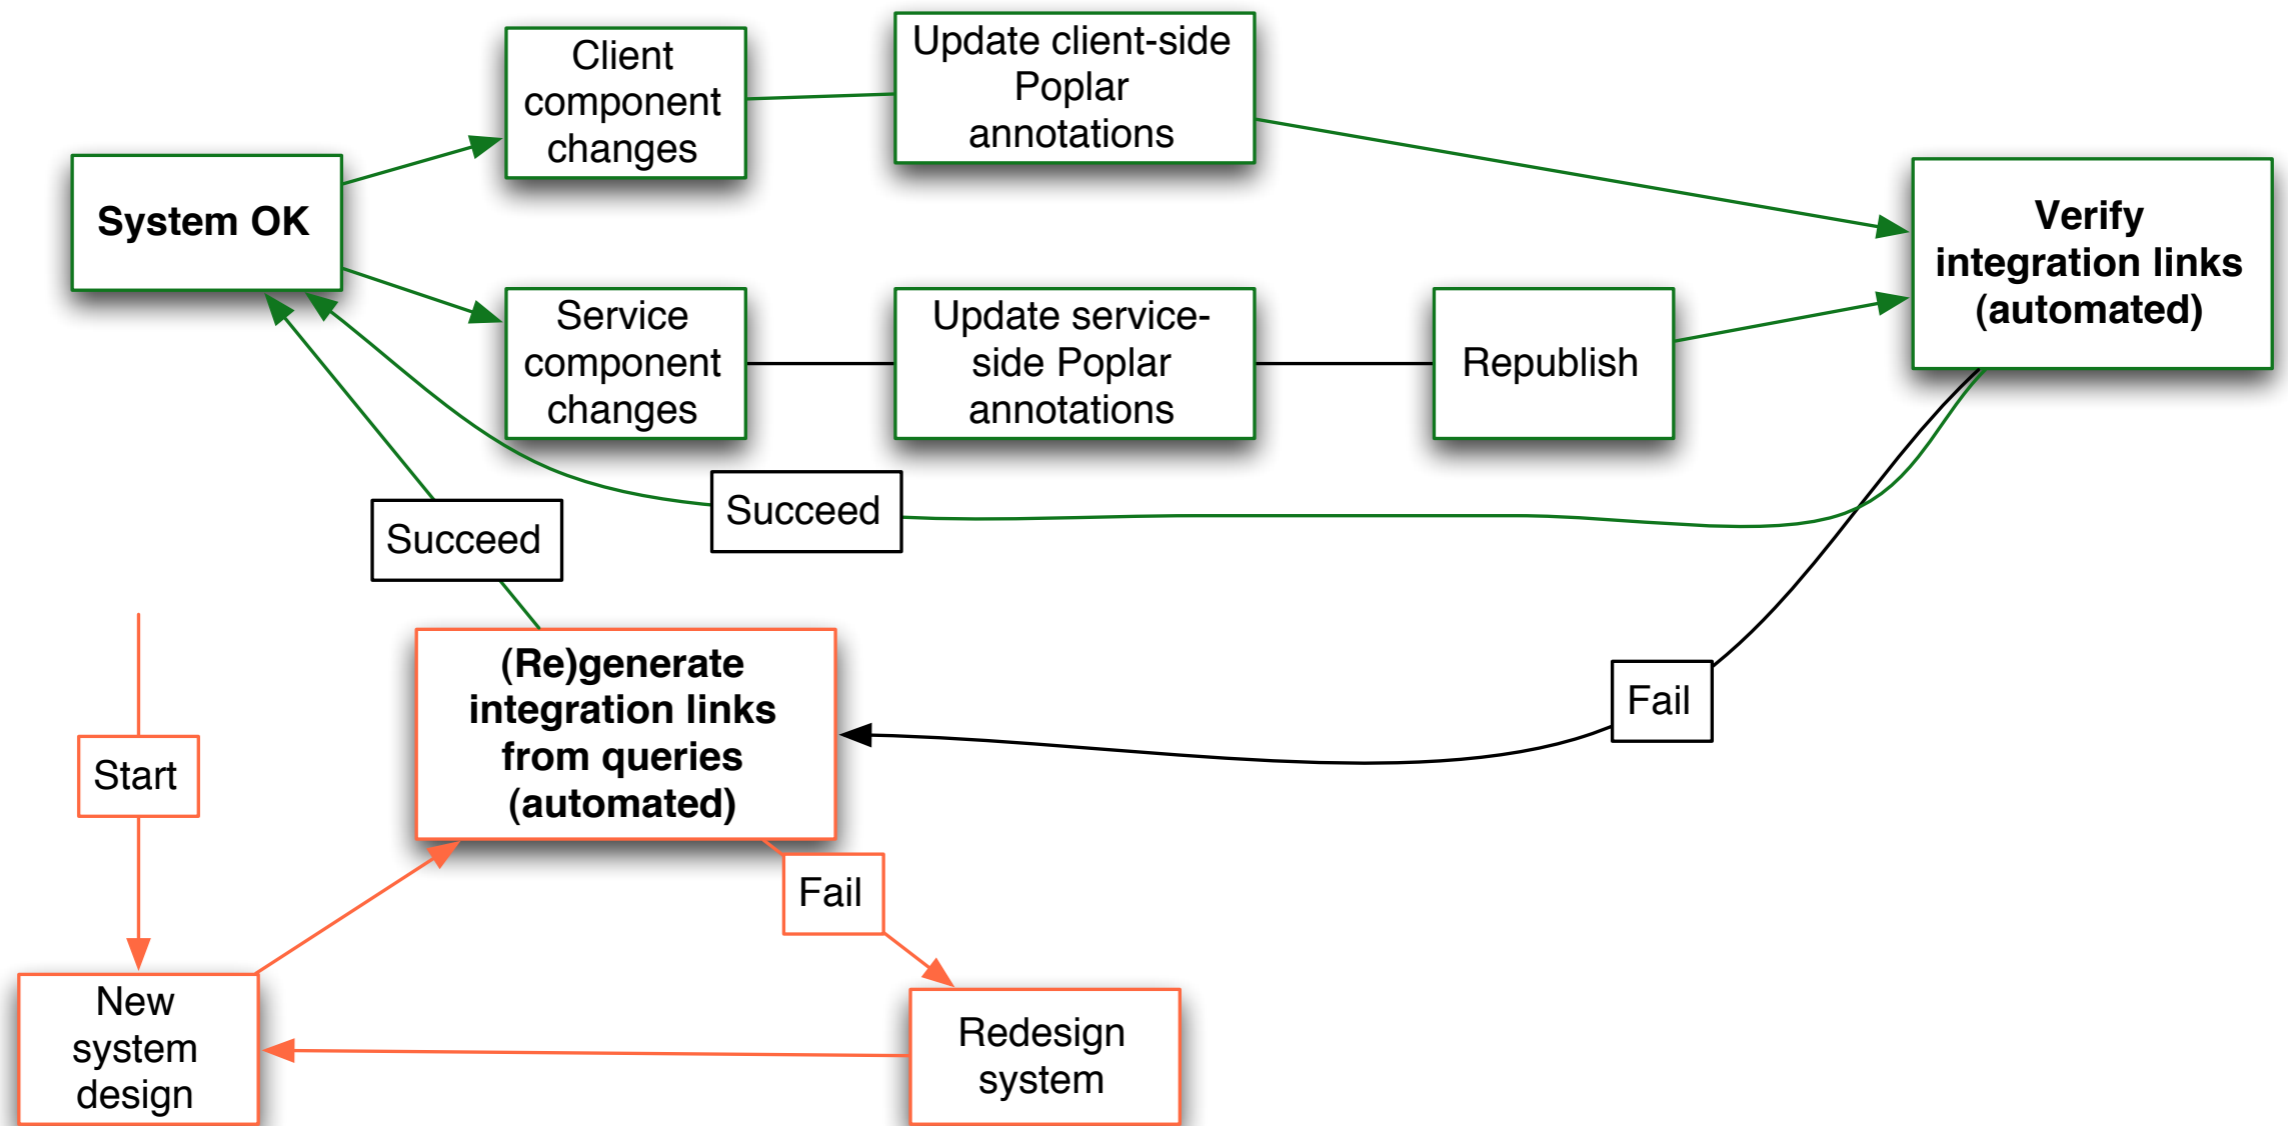 Client
component
changes
Update client-side
Poplar
annotations
System OK
Verify
integration links
(automated)
Service
component
changes
Update service-
side Poplar
annotations
Republish
Succeed
Succeed
(Re)generate
integration links
from queries
(automated)
Fail
Start
Fail
New
system
design
Redesign
system